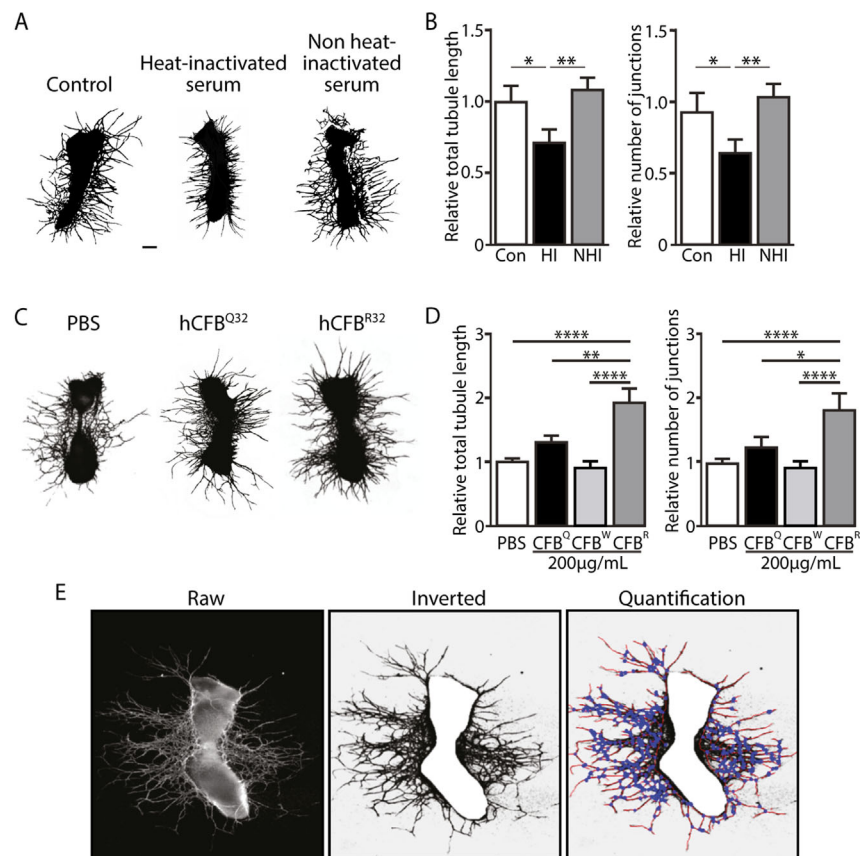 A
Control
Heat-inactivated
serum
Non heat-
inactivated
serum
B
Relative total tubule length
1.5
1.0
0.5
0
*
**
Con HI NHI
Relative number of junctions
1.5
1.0
0.5
0
*
**
Con HI NHI
C
PBS
hCFB^Q32
hCFB^R32
D
Relative total tubule length
3
2
1
0
****
**
****
PBS CFB^Q CFB^W CFB^R
200µg/mL
Relative number of junctions
3
2
1
0
****
*
****
PBS CFB^Q CFB^W CFB^R
200µg/mL
E
Raw
Inverted
Quantification